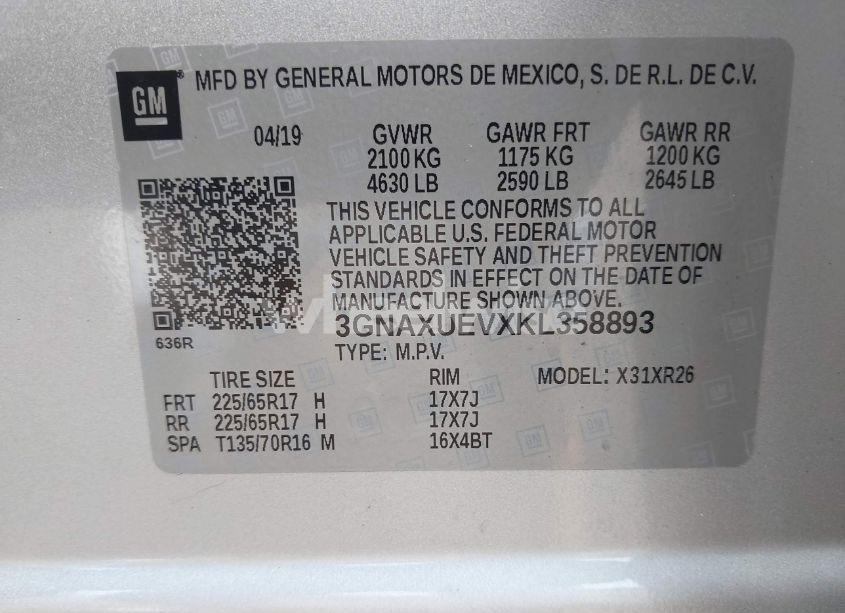 GM
MFD BY GENERAL MOTORS DE MEXICO, S. DE R.L. DE C.V.
04/19 GVWR GAWR FRT GAWR RR
2100 KG 1175 KG 1200 KG
4630 LB 2590 LB 2645 LB
THIS VEHICLE CONFORMS TO ALL
APPLICABLE U.S. FEDERAL MOTOR
VEHICLE SAFETY AND THEFT PREVENTION
STANDARDS IN EFFECT ON THE DATE OF
MANUFACTURE SHOWN ABOVE.
3GNAXUEVXKL358893
636R
TYPE: M.P.V.
TIRE SIZE RIM MODEL: X31XR26
FRT 225/65R17 H 17X7J
RR 225/65R17 H 17X7J
SPA T135/70R16 M 16X4BT